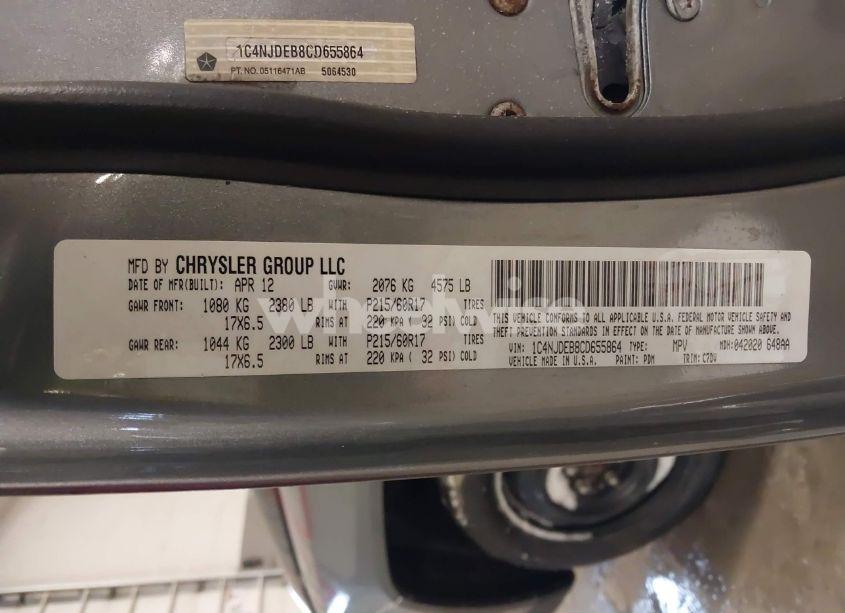 1C4NJDEB8CD655864
PT. NO. 05116471AB 5064530
MFD BY CHRYSLER GROUP LLC
DATE OF MFR(BUILT): APR 12 GVWR: 2076 KG 4575 LB
GAWR FRONT: 1080 KG 2380 LB WITH P215/60R17 TIRES
17X6.5 RIMS AT 220 KPA ( 32 PSI) COLD
GAWR REAR: 1044 KG 2300 LB WITH P215/60R17 TIRES
17X6.5 RIMS AT 220 KPA ( 32 PSI) COLD
THIS VEHICLE CONFORMS TO ALL APPLICABLE U.S.A. FEDERAL MOTOR VEHICLE SAFETY AND
THEFT PREVENTION STANDARDS IN EFFECT ON THE DATE OF MANUFACTURE SHOWN ABOVE.
VIN: 1C4NJDEB8CD655864 TYPE: MPV MDH: 042020 648AA
VEHICLE MADE IN U.S.A. PAINT: PDM TRIM: C7DV